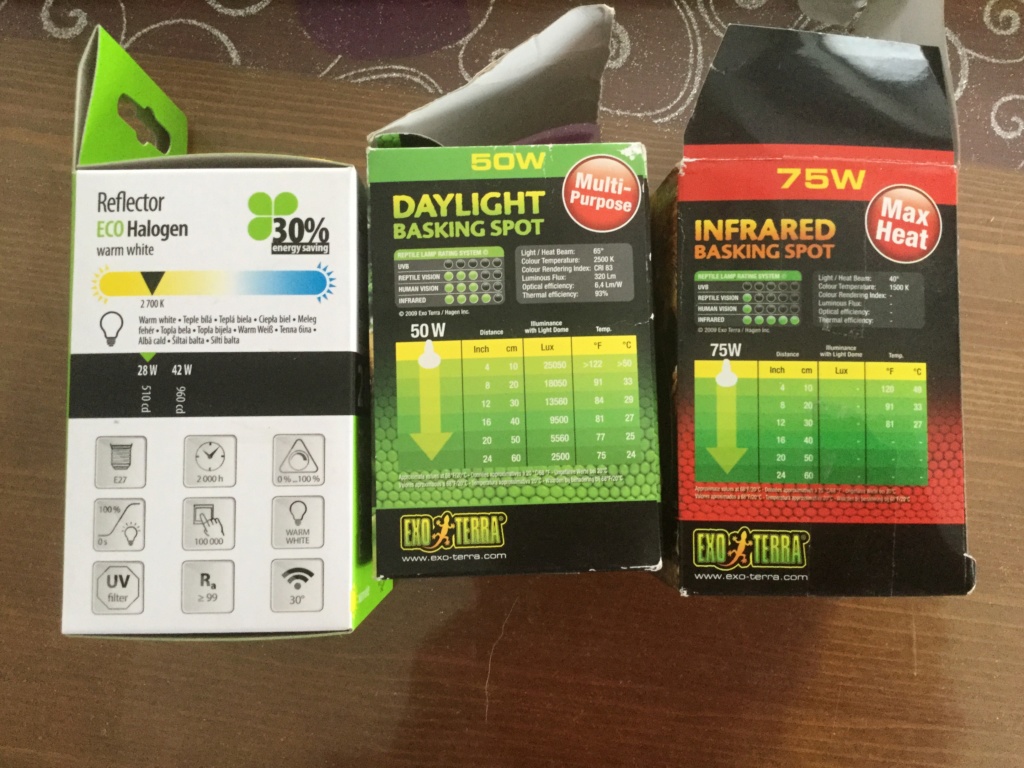 Reflector
ECO Halogen
warm white
30%
energy saving
2 700 K
Warm white • Teple bílá • Teplá biela • Ciepła biel • Meleg
fehér • Topla bela • Topla bijela • Warm Weiß • Топла бяла •
Albă cald • Šiltai balta • Silti balta
28 W 42 W
510 cd 960 cd
E27
2 000 h
0 %...100 %
100 %
0 s
100 000
WARM
WHITE
UV
filter
Ra
≥ 99
30°
50W
DAYLIGHT
BASKING SPOT
Multi-
Purpose
REPTILE LAMP RATING SYSTEM
UVB
REPTILE VISION
HUMAN VISION
INFRARED
© 2009 Exo Terra / Hagen Inc.
Light / Heat Beam: 65°
Colour Temperature: 2500 K
Colour Rendering Index: CRI 83
Luminous Flux: 320 Lm
Optical efficiency: 6,4 Lm/W
Thermal efficiency: 93%
50 W
Distance Illuminance with Light Dome Temp.
Inch cm Lux °F °C
4 10 25050 >122 >50
8 20 18050 91 33
12 30 13560 84 29
16 40 9500 81 27
20 50 5560 77 25
24 60 2500 75 24
EXO TERRA
www.exo-terra.com
75W
INFRARED
BASKING SPOT
Max
Heat
REPTILE LAMP RATING SYSTEM
UVB
REPTILE VISION
HUMAN VISION
INFRARED
© 2009 Exo Terra / Hagen Inc.
Light / Heat Beam: 40°
Colour Temperature: 1500 K
Colour Rendering Index: -
Luminous Flux: -
Optical efficiency: -
Thermal efficiency: -
75W
Distance Illuminance with Light Dome Temp.
Inch cm Lux °F °C
4 10 - 48
8 20 - 91 33
12 30 - 81 27
16 40 -
20 50 -
24 60 -
EXO TERRA
www.exo-terra.com